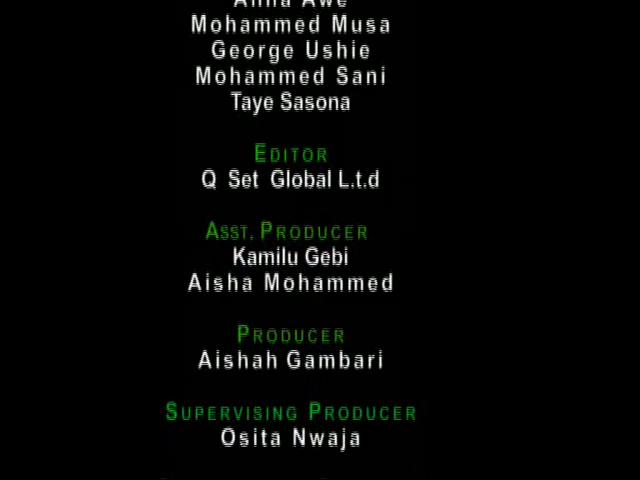 Mohammed Musa
George Ushie
Mohammed Sani
Taye Sasona
EDITOR
Q Set Global L.t.d
ASST. PRODUCER
Kamilu Gebi
Aisha Mohammed
PRODUCER
Aishah Gambari
SUPERVISING PRODUCER
Osita Nwaja